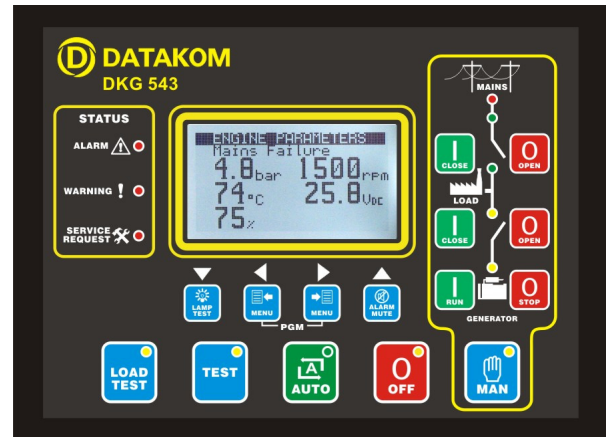 DATAKOM
DKG 543
STATUS
ALARM
WARNING !
SERVICE
REQUEST
ENGINE PARAMETERS
Mains Failure
4.8bar 1500rpm
74°C 25.8VDC
75%
LAMP
TEST
MENU
MENU
ALARM
MUTE
PGM
MAINS
I
CLOSE
O
OPEN
LOAD
I
CLOSE
O
OPEN
I
RUN
O
STOP
GENERATOR
LOAD
TEST
TEST
A
AUTO
O
OFF
MAN